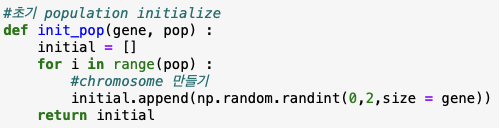 #초기 population initialize
def init_pop(gene, pop) :
    initial = []
    for i in range(pop) :
        #chromosome 만들기
        initial.append(np.random.randint(0,2,size = gene))
    return initial